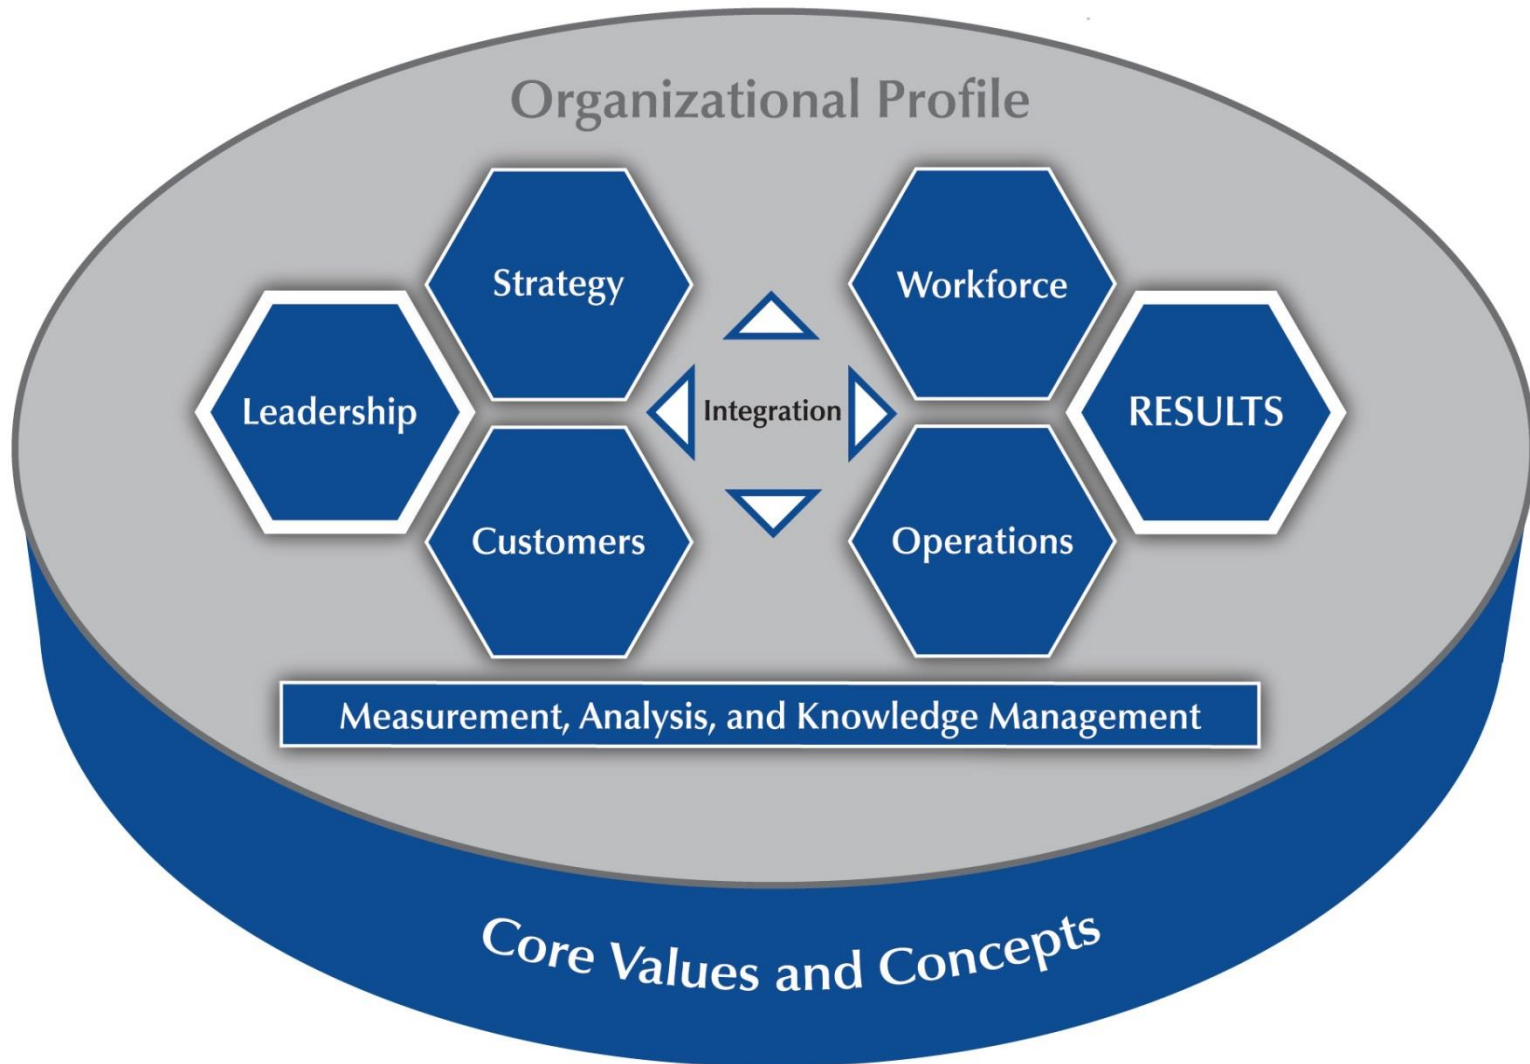 Organizational Profile
Strategy
Workforce
Leadership
Integration
RESULTS
Customers
Operations
Measurement, Analysis, and Knowledge Management
Core Values and Concepts